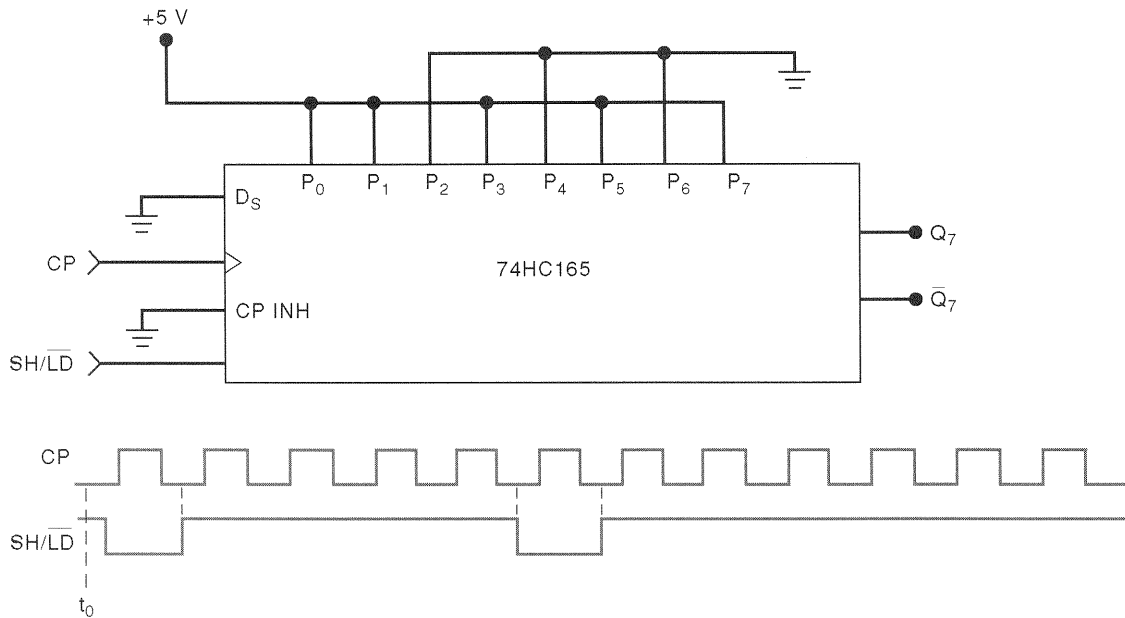 +5 V
P₀ P₁ P₂ P₃ P₄ P₅ P₆ P₇
D_S
Q₇
CP
74HC165
Q̅₇
CP INH
SH/L̅D̅
CP
SH/L̅D̅
t₀